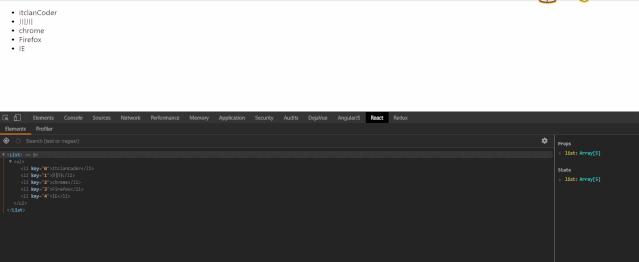 itclanCoder
川川
chrome
Firefox
IE
Elements Console Sources Network Performance Memory Application Security Audits DejaVue AngularJS React Redux
Elements Profiler
Search (text or /regex/)
<List> == $r
<ul>
<li key="0">itclanCoder</li>
<li key="1">川川</li>
<li key="2">chrome</li>
<li key="3">Firefox</li>
<li key="4">IE</li>
</ul>
</List>
Props
list: Array[5]
State
list: Array[5]